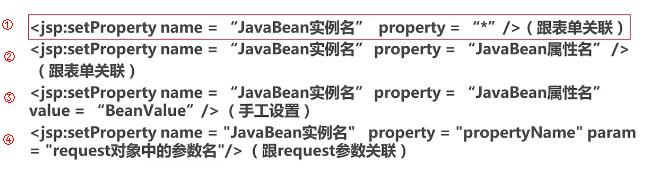 ① <jsp:setProperty name = “JavaBean实例名” property = “*” />(跟表单关联)
② <jsp:setProperty name = “JavaBean实例名” property = “JavaBean属性名” />
(跟表单关联)
③ <jsp:setProperty name = “JavaBean实例名” property = “JavaBean属性名”
value = “BeanValue” />(手工设置)
④ <jsp:setProperty name = "JavaBean实例名" property = "propertyName" param
= "request对象中的参数名"/>(跟request参数关联)